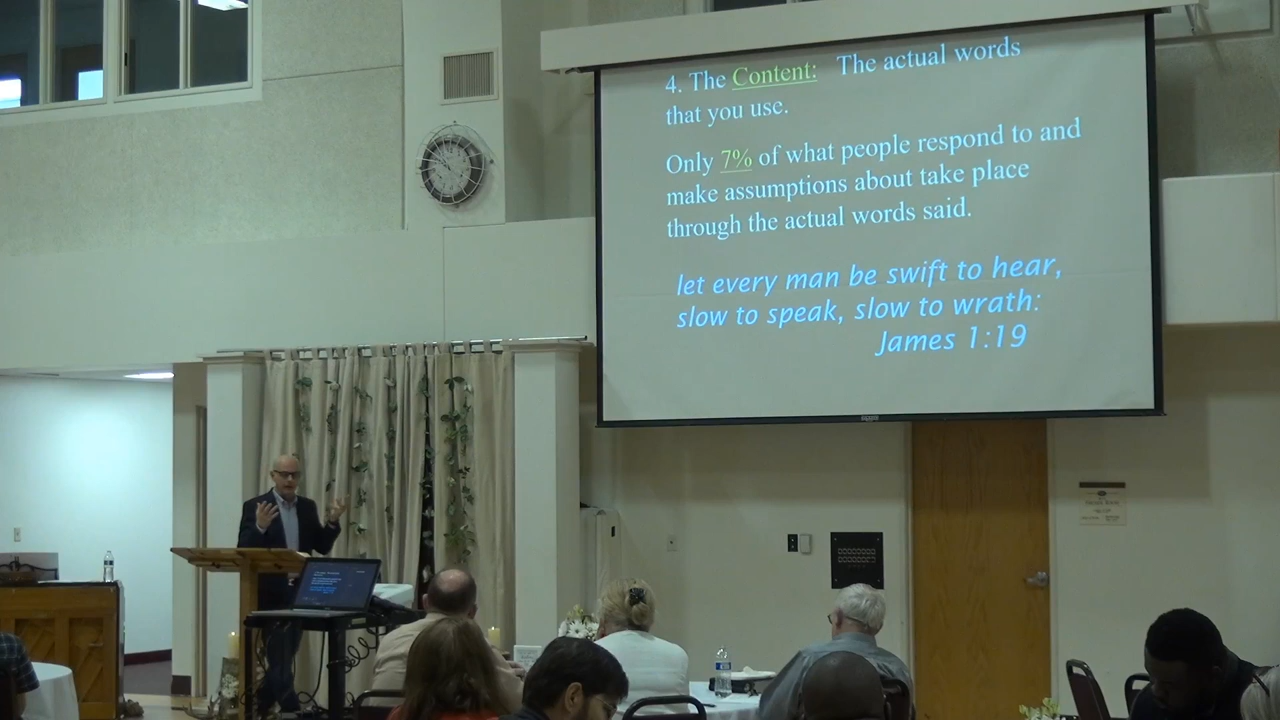 4. The Content: The actual words
that you use.
Only 7% of what people respond to and
make assumptions about take place
through the actual words said.
let every man be swift to hear,
slow to speak, slow to wrath:
James 1:19